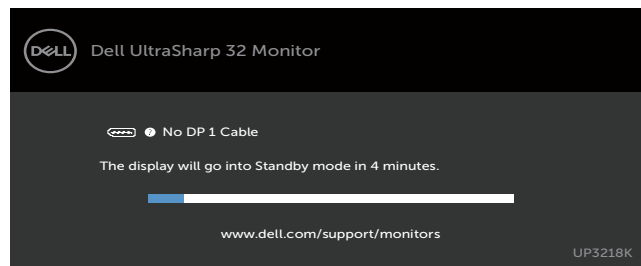 DELL Dell UltraSharp 32 Monitor
? No DP 1 Cable
The display will go into Standby mode in 4 minutes.
www.dell.com/support/monitors
UP3218K